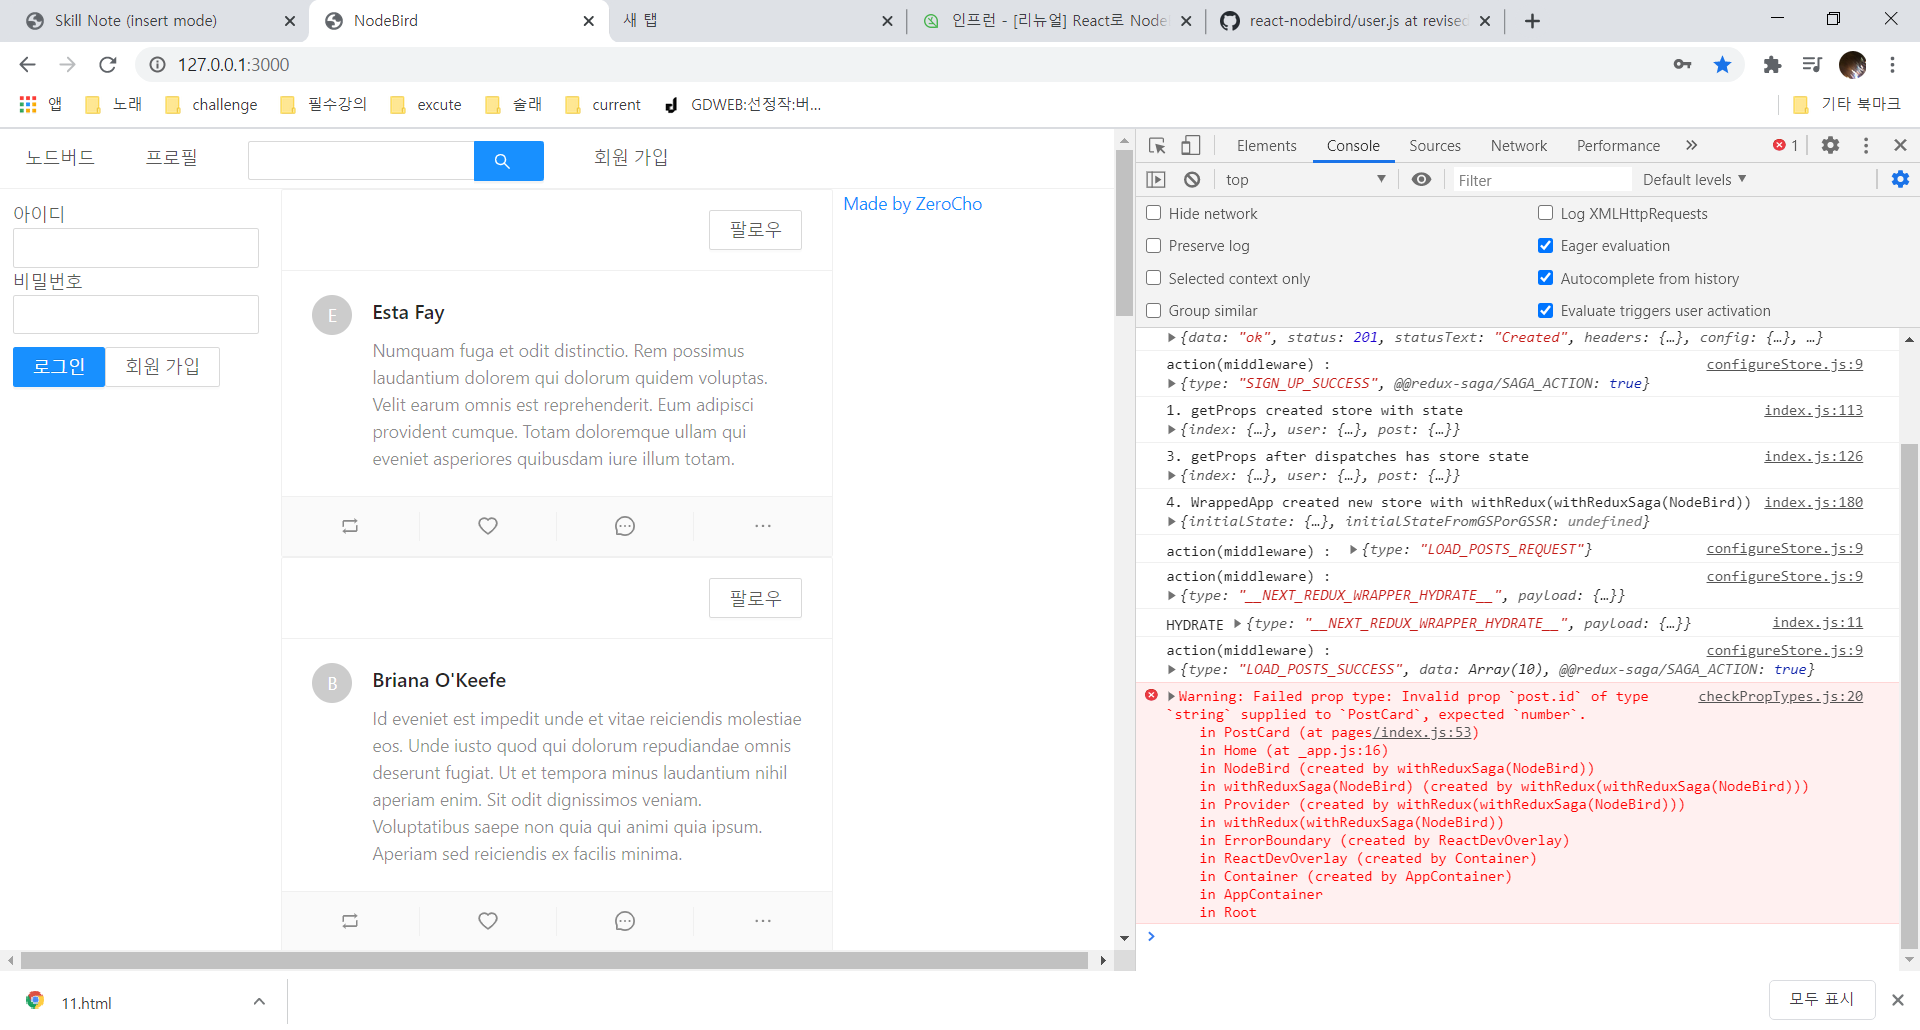 Skill Note (insert mode)
NodeBird
새 탭
인프런 - [리뉴얼] React로 Node
react-nodebird/user.js at revised
127.0.0.1:3000
앱
노래
challenge
필수강의
excute
술래
current
GDWEB:선정작:버...
기타 북마크
노드버드
프로필
회원 가입
아이디
비밀번호
로그인
회원 가입
팔로우
E
Esta Fay
Numquam fuga et odit distinctio. Rem possimus
laudantium dolorem qui dolorum quidem voluptas.
Velit earum omnis est reprehenderit. Eum adipisci
provident cumque. Totam doloremque ullam qui
eveniet asperiores quibusdam iure illum totam.
팔로우
B
Briana O'Keefe
Id eveniet est impedit unde et vitae reiciendis molestiae
eos. Unde iusto quod qui dolorum repudiandae omnis
deserunt fugiat. Ut et tempora minus laudantium nihil
aperiam enim. Sit odit dignissimos veniam.
Voluptatibus saepe non quia qui animi quia ipsum.
Aperiam sed reiciendis ex facilis minima.
Made by ZeroCho
Elements Console Sources Network Performance » 1
top Filter Default levels
Hide network
Log XMLHttpRequests
Preserve log
Eager evaluation
Selected context only
Autocomplete from history
Group similar
Evaluate triggers user activation
{data: "ok", status: 201, statusText: "Created", headers: {…}, config: {…}, …}
action(middleware) : configureStore.js:9
{type: "SIGN_UP_SUCCESS", @@redux-saga/SAGA_ACTION: true}
1. getProps created store with state index.js:113
{index: {…}, user: {…}, post: {…}}
3. getProps after dispatches has store state index.js:126
{index: {…}, user: {…}, post: {…}}
4. WrappedApp created new store with withRedux(withReduxSaga(NodeBird)) index.js:180
{initialState: {…}, initialStateFromGSPorGSSR: undefined}
action(middleware) : {type: "LOAD_POSTS_REQUEST"} configureStore.js:9
action(middleware) : configureStore.js:9
{type: "__NEXT_REDUX_WRAPPER_HYDRATE__", payload: {…}}
HYDRATE {type: "__NEXT_REDUX_WRAPPER_HYDRATE__", payload: {…}} index.js:11
action(middleware) : configureStore.js:9
{type: "LOAD_POSTS_SUCCESS", data: Array(10), @@redux-saga/SAGA_ACTION: true}
Warning: Failed prop type: Invalid prop `post.id` of type checkPropTypes.js:20
`string` supplied to `PostCard`, expected `number`.
in PostCard (at pages/index.js:53)
in Home (at _app.js:16)
in NodeBird (created by withReduxSaga(NodeBird))
in withReduxSaga(NodeBird) (created by withRedux(withReduxSaga(NodeBird)))
in Provider (created by withRedux(withReduxSaga(NodeBird)))
in withRedux(withReduxSaga(NodeBird))
in ErrorBoundary (created by ReactDevOverlay)
in ReactDevOverlay (created by Container)
in Container (created by AppContainer)
in AppContainer
in Root
11.html
모두 표시